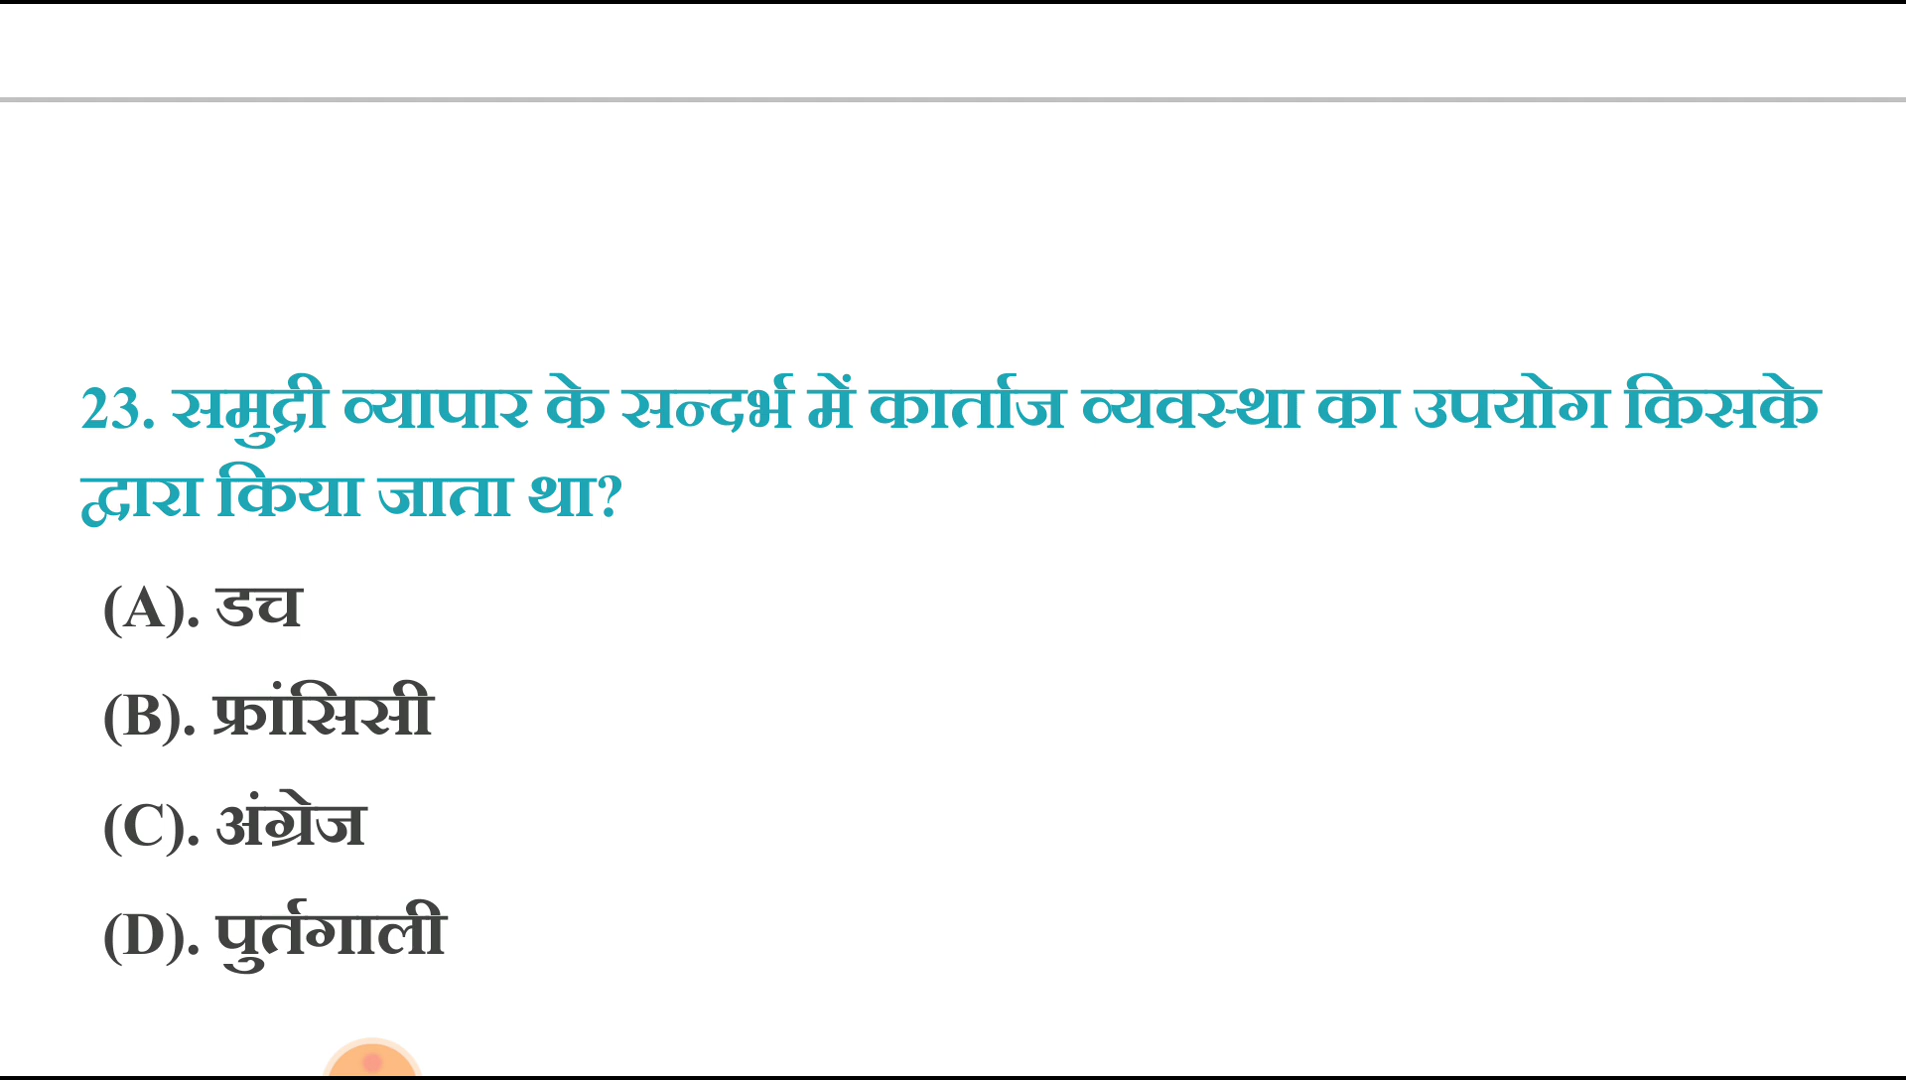 23. समुद्री व्यापार के सन्दर्भ में कार्ताज व्यवस्था का उपयोग किसके
द्वारा किया जाता था?
(A). डच
(B). फ्रांसिसी
(C). अंग्रेज
(D). पुर्तगाली